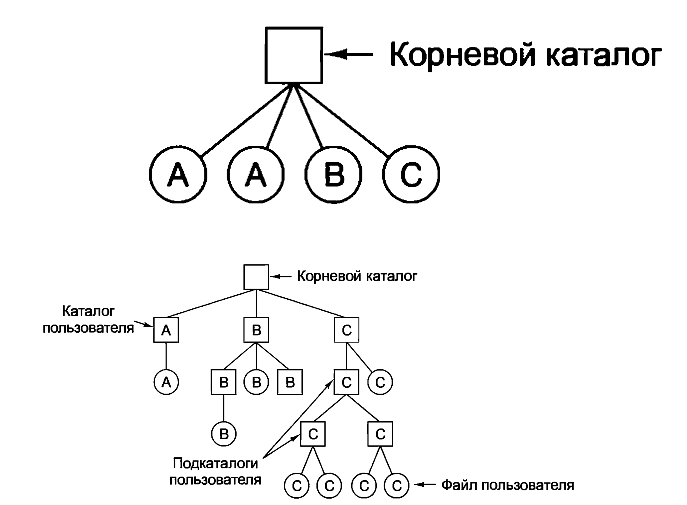 Корневой каталог
A A B C
Корневой каталог
Каталог
пользователя
A B C
A B B B C C
B C C
Подкаталоги
пользователя
C C C C
Файл пользователя